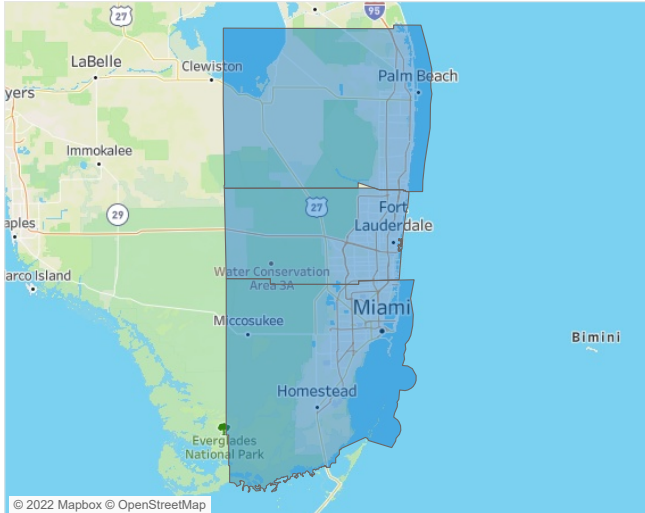 27
95
LaBelle
Clewiston
Palm Beach
yers
Immokalee
29
27
Fort
Lauderdale
aples
Water Conservation
Area 3A
arco Island
Miccosukee
Miami
Bimini
Homestead
Everglades
National Park
© 2022 Mapbox © OpenStreetMap